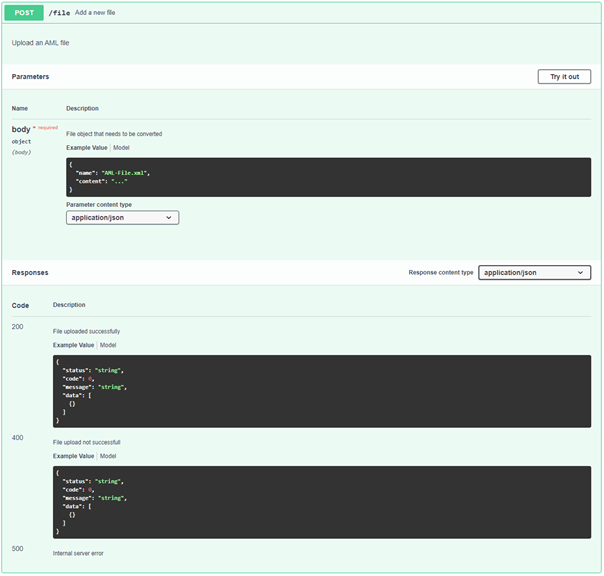 POST /file Add a new file
Upload an AML file
Parameters Try it out
Name Description
body * required File object that needs to be converted
object
(body)
Example Value Model
{
"name": "AML-File.xml",
"content": "..."
}
Parameter content type
application/json
Responses Response content type application/json
Code Description
200 File uploaded successfully
Example Value Model
{
"status": "string",
"code": 0,
"message": "string",
"data": [
{}
]
}
400 File upload not successfull
Example Value Model
{
"status": "string",
"code": 0,
"message": "string",
"data": [
{}
]
}
500 Internal server error